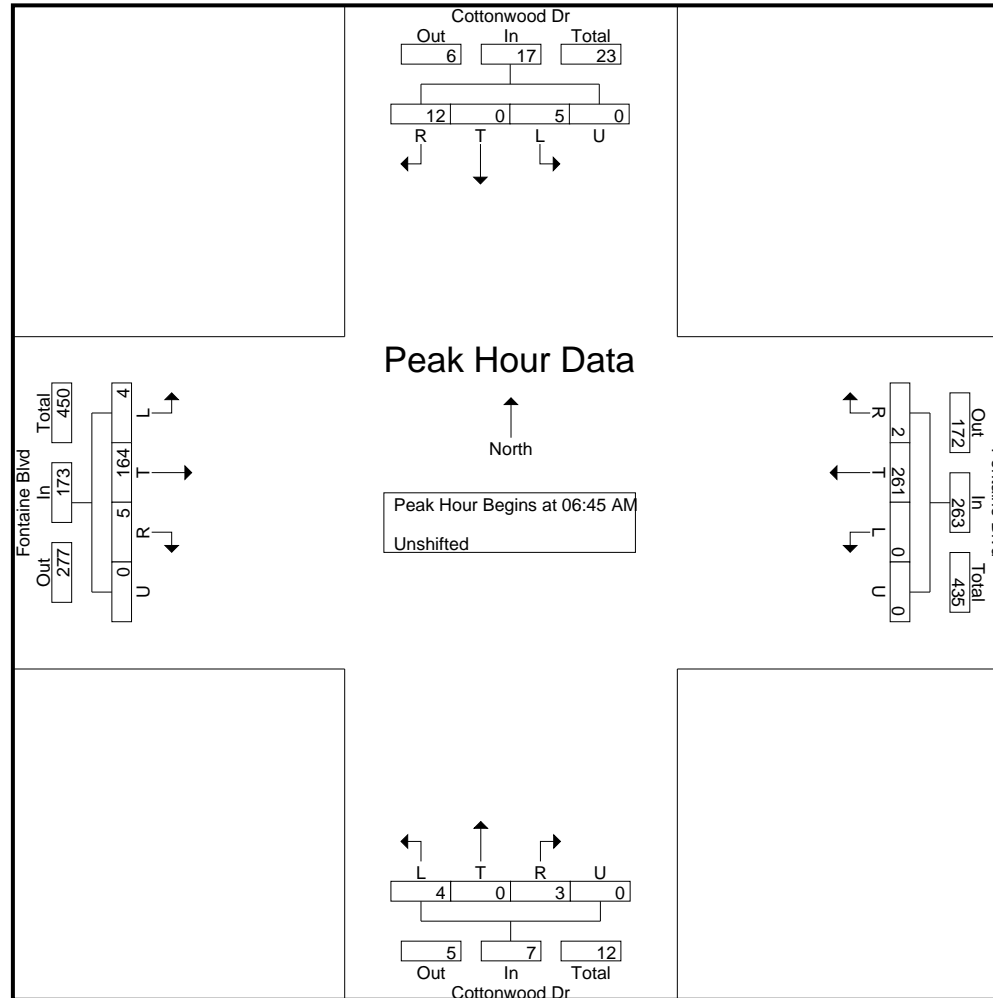 Cottonwood Dr
Out In Total
6 17 23
12 0 5 0
R T L U
Peak Hour Data
North
Peak Hour Begins at 06:45 AM
Unshifted
Fontaine Blvd
Total In Out
450 173 277
4 164 5 0
L T R U
R T L U
2 261 0 0
Out In Total
172 263 435
L T R U
4 0 3 0
5 7 12
Out In Total
Cottonwood Dr